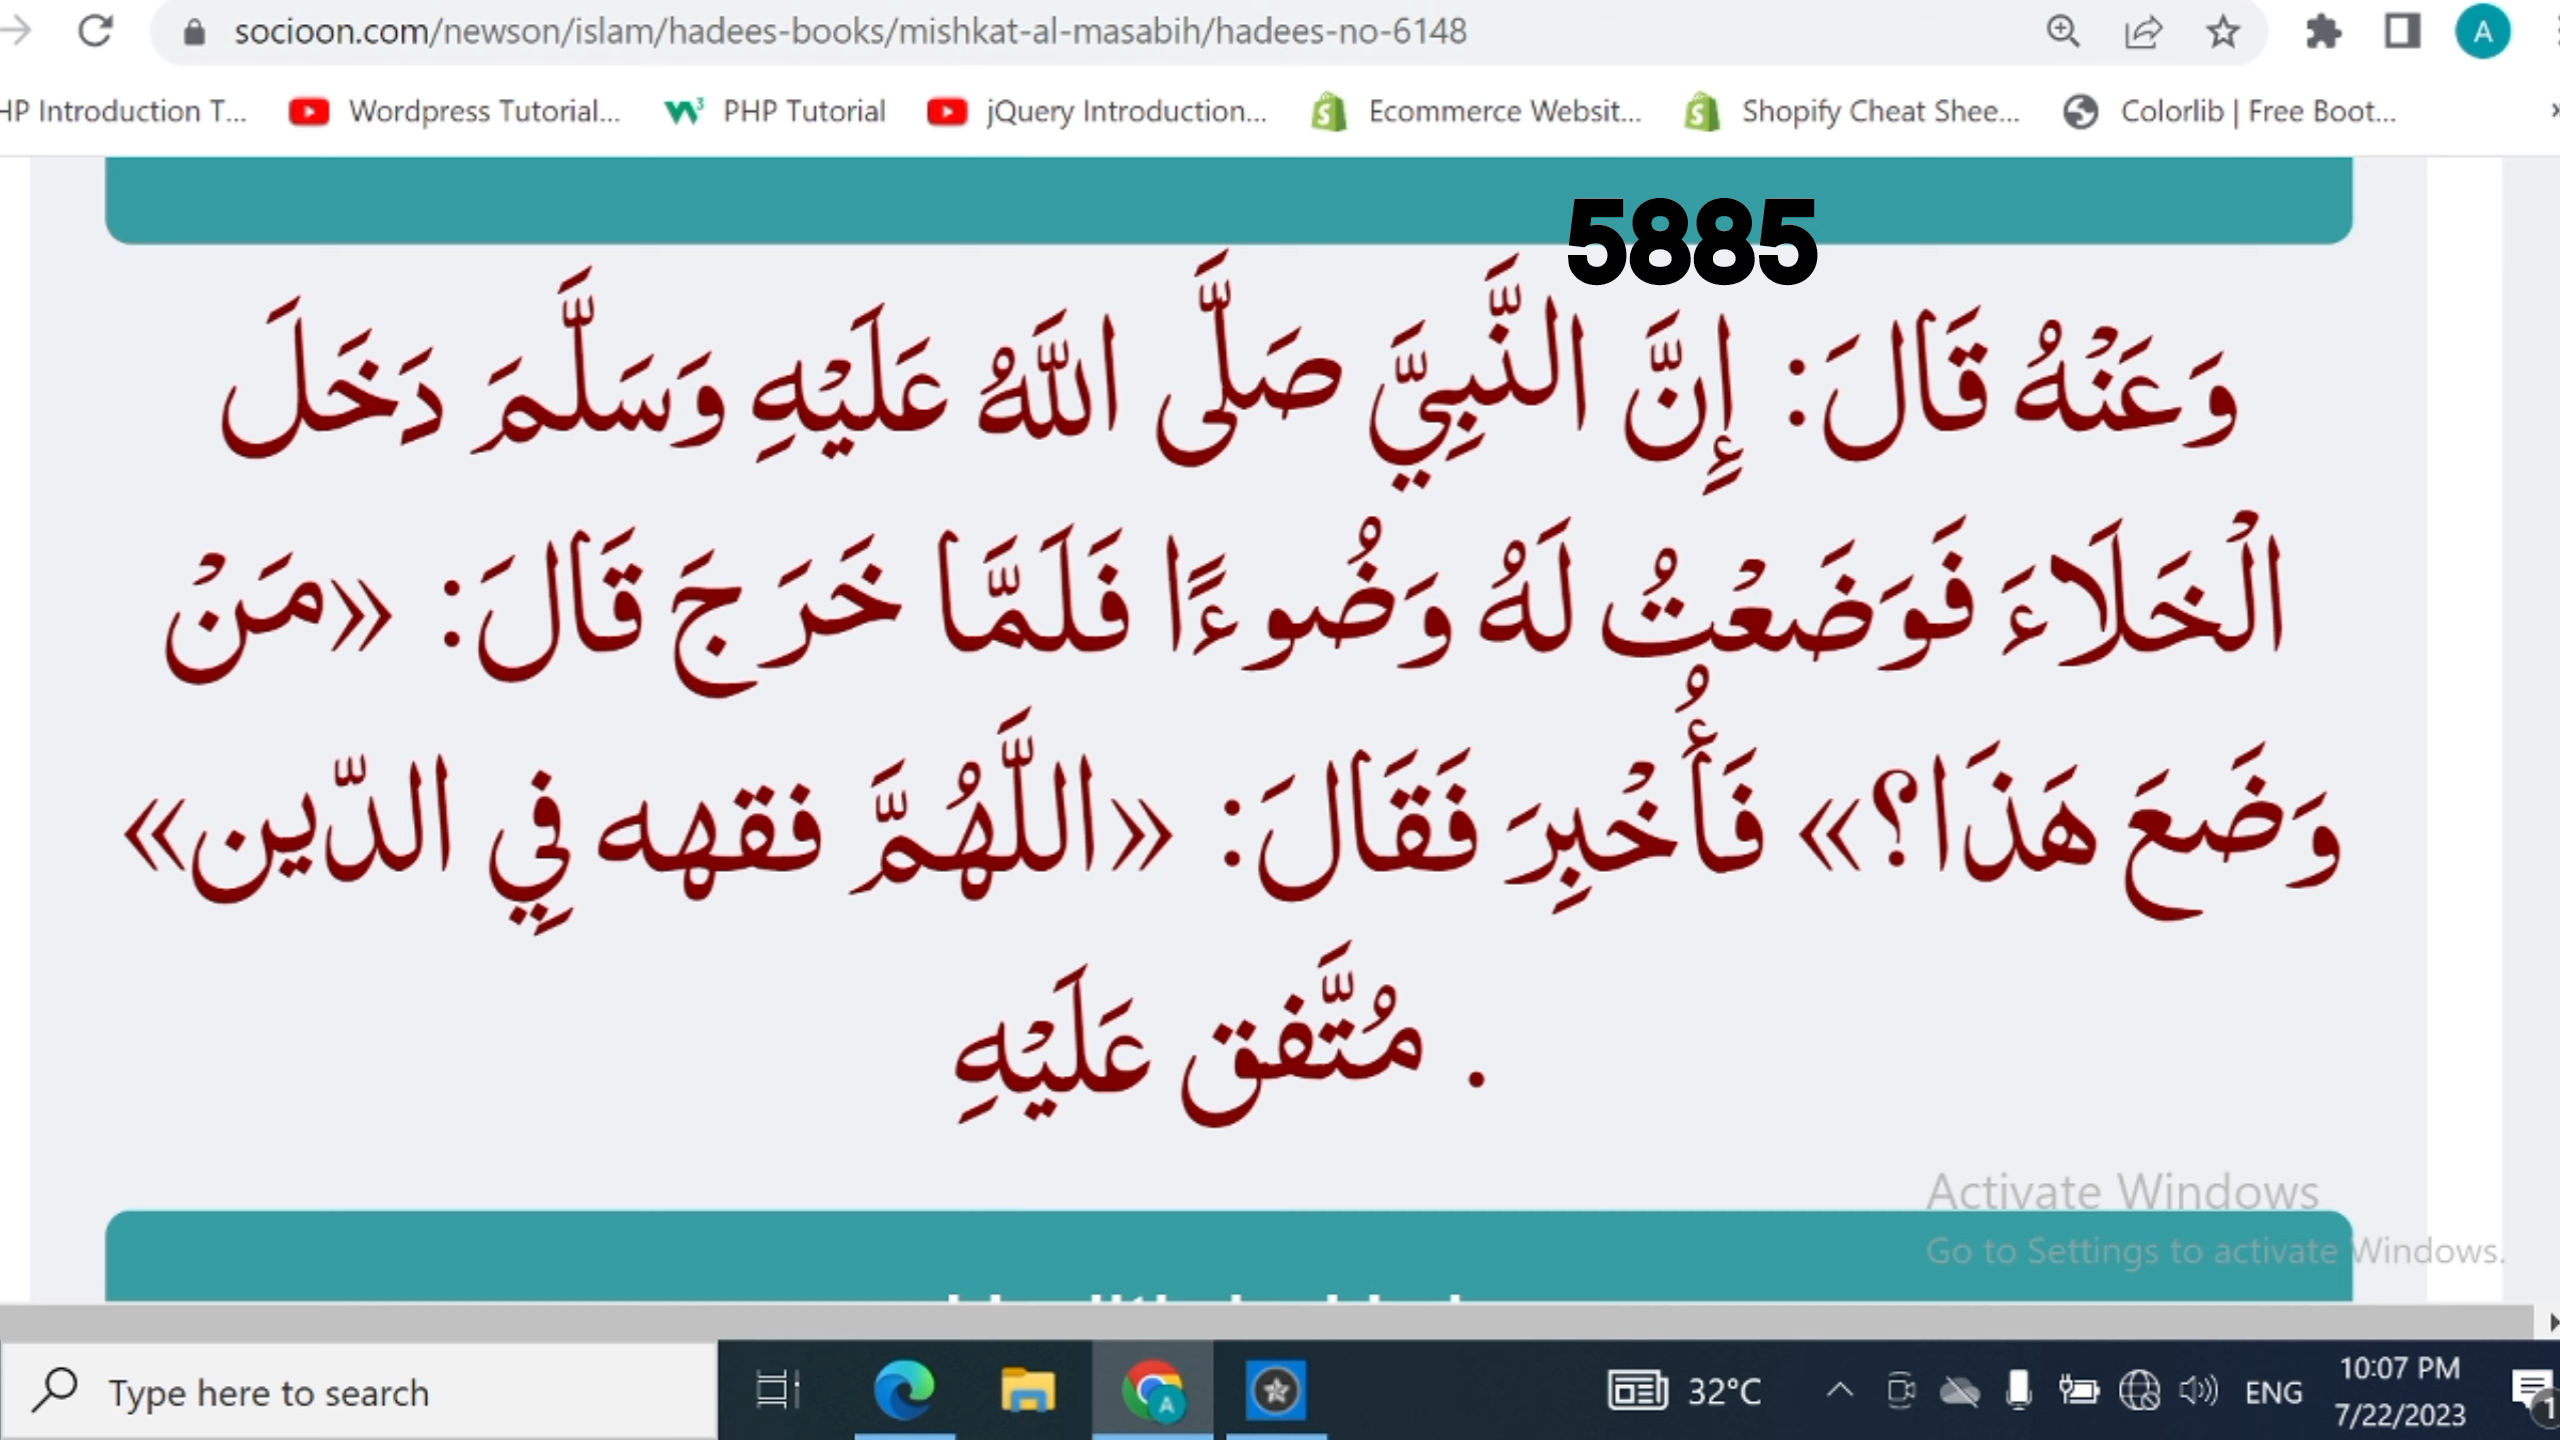 socioon.com/newson/islam/hadees-books/mishkat-al-masabih/hadees-no-6148
A
HP Introduction T... Wordpress Tutorial... PHP Tutorial jQuery Introduction... Ecommerce Websit... Shopify Cheat Shee... Colorlib | Free Boot...
5885
وَعَنْهُ قَالَ: إِنَّ النَّبِيَّ صَلَّى اللَّهُ عَلَيْهِ وَسَلَّمَ دَخَلَ
الْخَلَاءَ فَوَضَعْتُ لَهُ وَضُوءًا فَلَمَّا خَرَجَ قَالَ: «مَنْ
وَضَعَ هَذَا؟» فَأُخْبِرَ فَقَالَ: «اللَّهُمَّ فقهه فِي الدّين»
. مُتَّفق عَلَيْهِ
Activate Windows
Go to Settings to activate Windows.
Type here to search
A
32°C
ENG
10:07 PM
7/22/2023
1